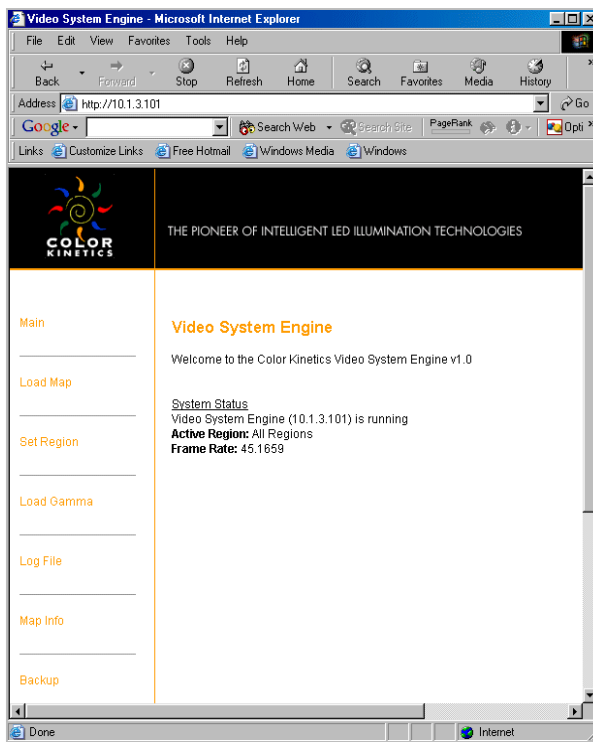 Video System Engine - Microsoft Internet Explorer
File Edit View Favorites Tools Help
Back Forward Stop Refresh Home Search Favorites Media History »
Address http://10.1.3.101 Go
Google Search Web Search Site PageRank Opti »
Links Customize Links Free Hotmail Windows Media Windows
COLOR
KINETICS
THE PIONEER OF INTELLIGENT LED ILLUMINATION TECHNOLOGIES
Main
Load Map
Set Region
Load Gamma
Log File
Map Info
Backup
Video System Engine
Welcome to the Color Kinetics Video System Engine v1.0
System Status
Video System Engine (10.1.3.101) is running
Active Region: All Regions
Frame Rate: 45.1659
Done Internet